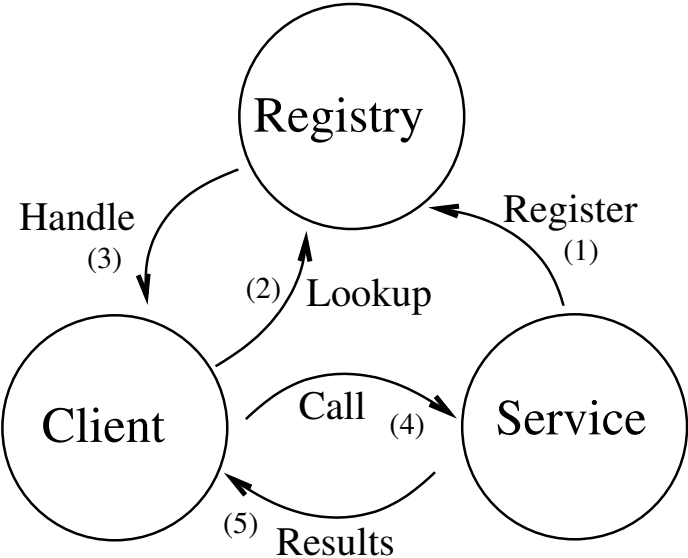 Registry
Handle
(3)
Register
(1)
(2)
Lookup
Client
Call
(4)
Service
(5)
Results